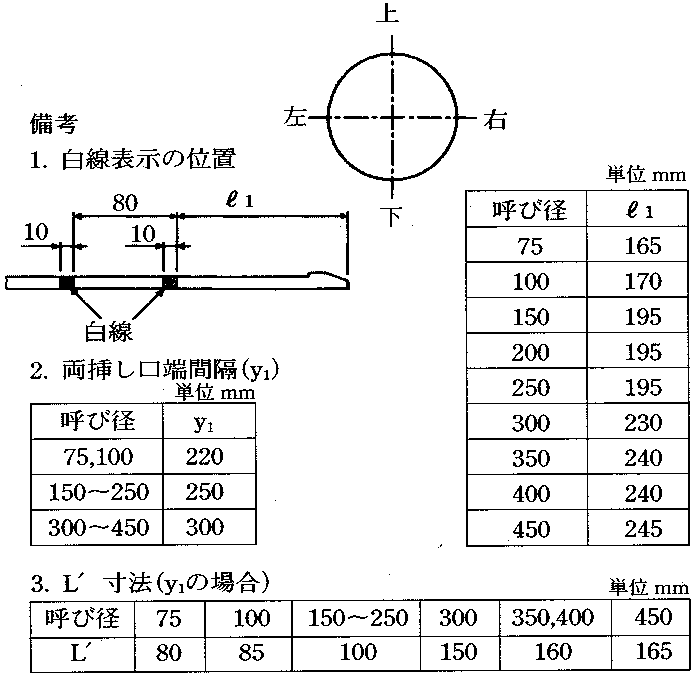 上
左 右
下
備考
1. 白線表示の位置
80 ℓ1
10 10
白線
単位 mm
呼び径 ℓ1
75 165
100 170
150 195
200 195
250 195
300 230
350 240
400 240
450 245
2. 両挿し口端間隔(y₁)
単位 mm
呼び径 y₁
75,100 220
150～250 250
300～450 300
3. L′ 寸法(y₁の場合)
単位 mm
呼び径 75 100 150～250 300 350,400 450
L′ 80 85 100 150 160 165